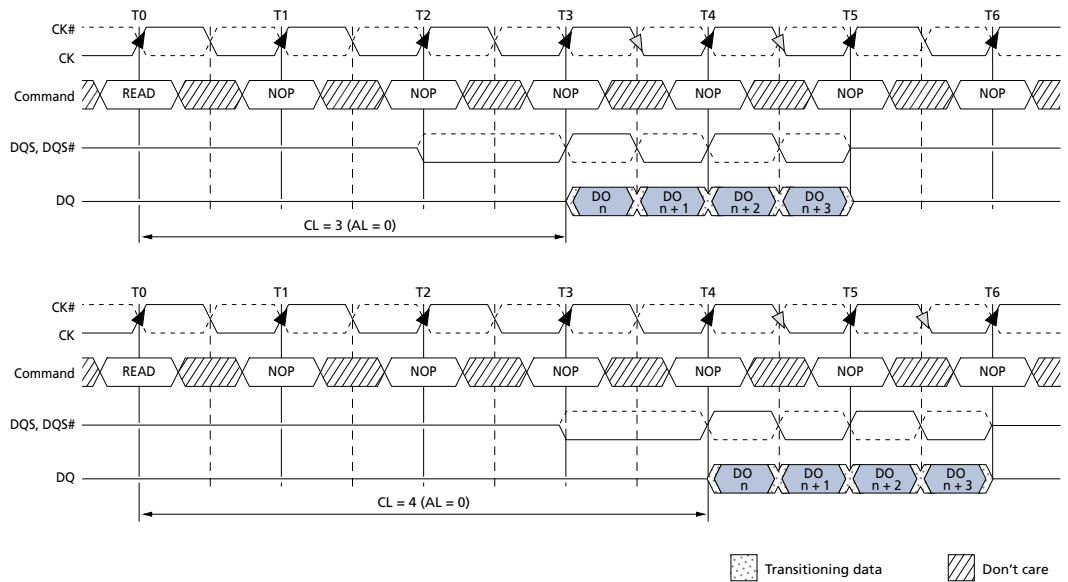 T0 T1 T2 T3 T4 T5 T6
CK#
CK
Command READ NOP NOP NOP NOP NOP NOP
DQS, DQS#
DQ DO n DO n + 1 DO n + 2 DO n + 3
CL = 3 (AL = 0)
T0 T1 T2 T3 T4 T5 T6
CK#
CK
Command READ NOP NOP NOP NOP NOP NOP
DQS, DQS#
DQ DO n DO n + 1 DO n + 2 DO n + 3
CL = 4 (AL = 0)
Transitioning data Don't care